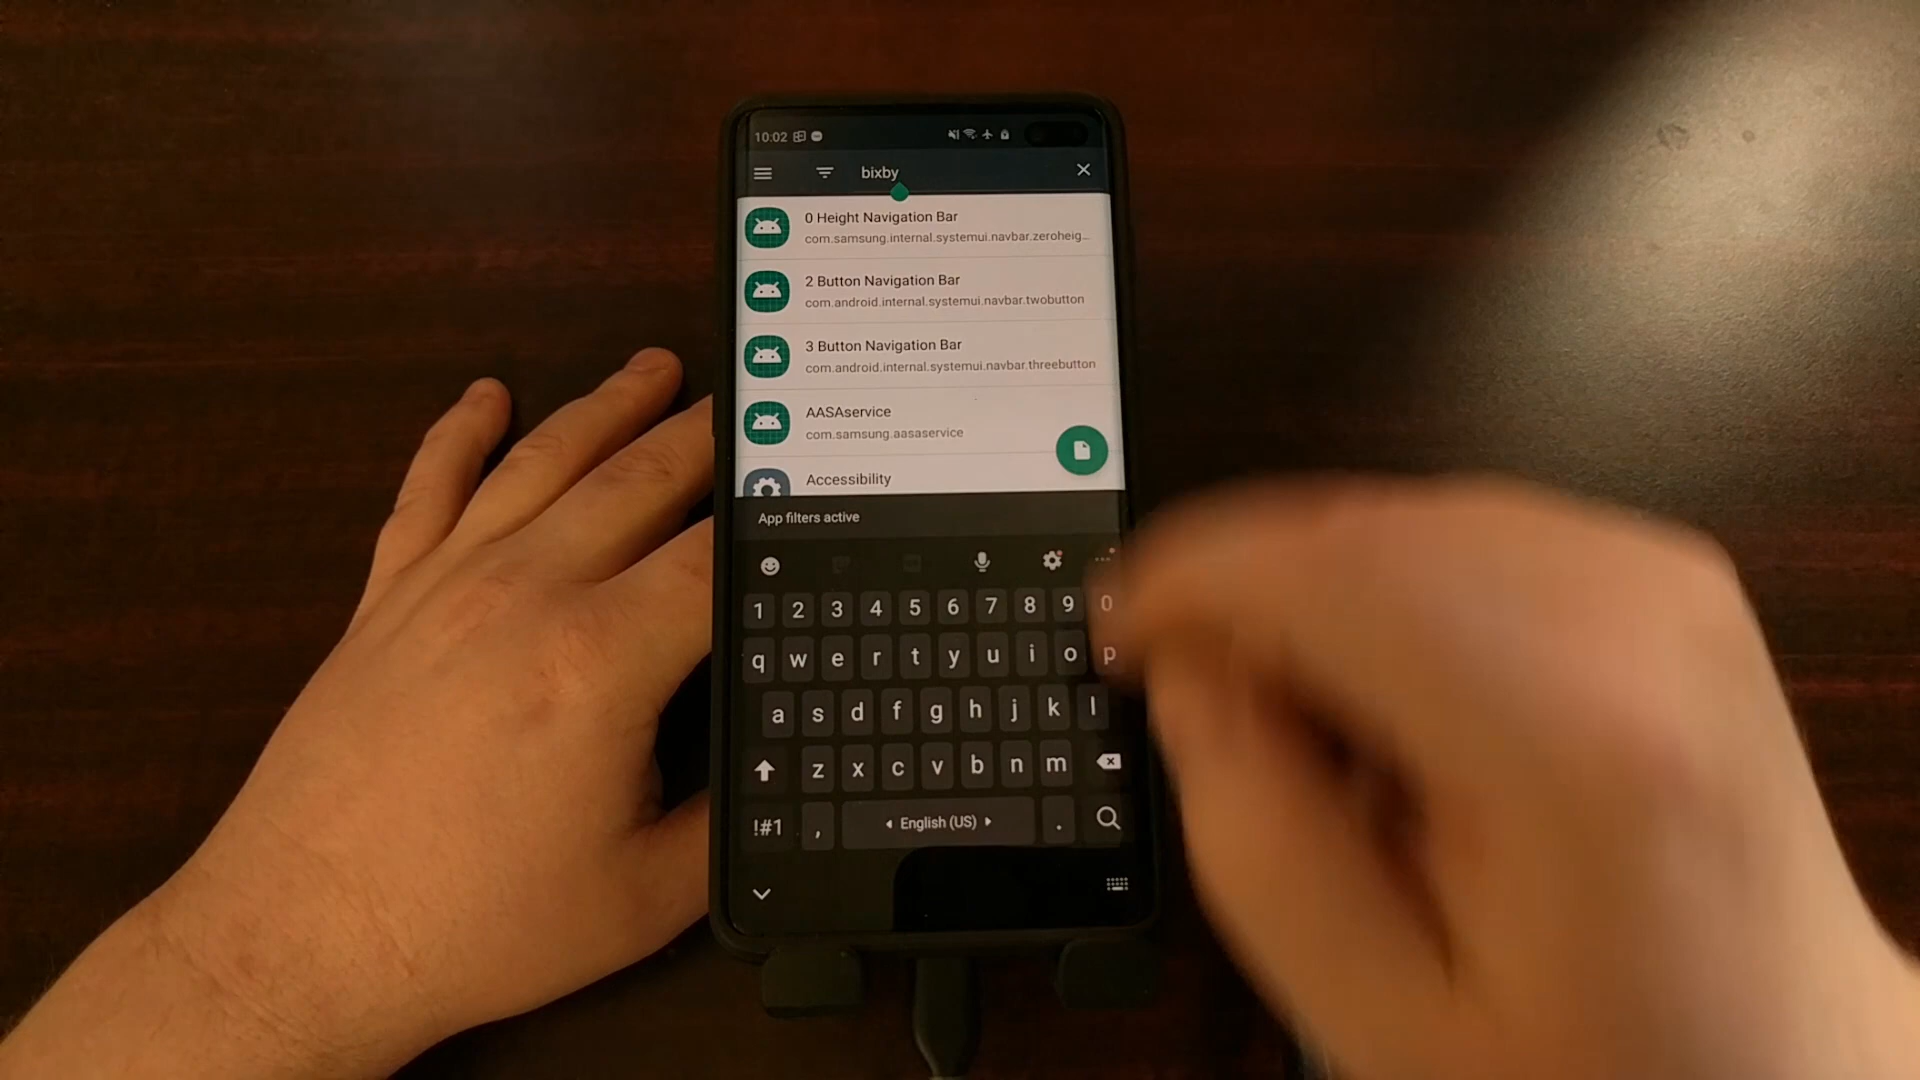 10:02
bixby
0 Height Navigation Bar
com.samsung.internal.systemui.navbar.zeroheig...
2 Button Navigation Bar
com.android.internal.systemui.navbar.twobutton
3 Button Navigation Bar
com.android.internal.systemui.navbar.threebutton
AASAservice
com.samsung.aasaservice
Accessibility
App filters active
1 2 3 4 5 6 7 8 9 0
q w e r t y u i o p
a s d f g h j k l
z x c v b n m
!#1 , English (US) .